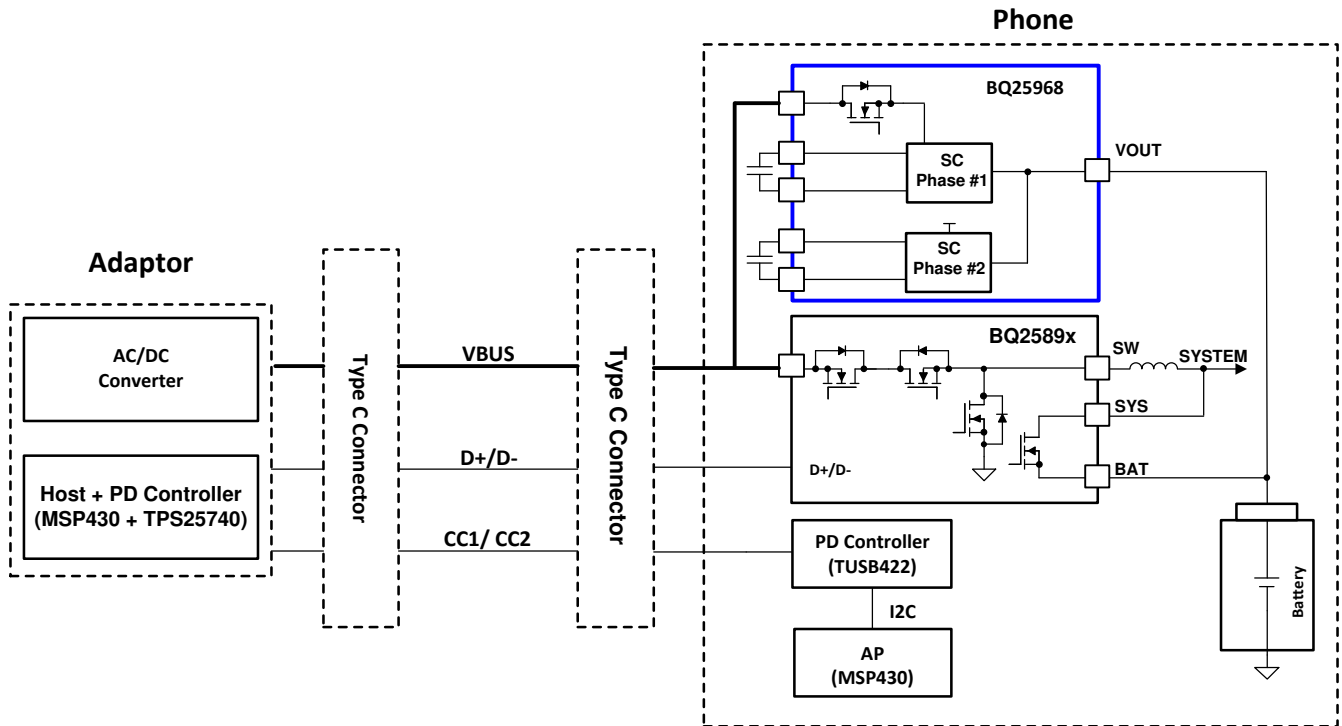 Phone
BQ25968
SC
Phase #1
VOUT
SC
Phase #2
Adaptor
AC/DC
Converter
Host + PD Controller
(MSP430 + TPS25740)
Type C Connector
VBUS
D+/D-
CC1/ CC2
Type C Connector
BQ2589x
SW
SYSTEM
SYS
BAT
D+/D-
PD Controller
(TUSB422)
I2C
AP
(MSP430)
Battery